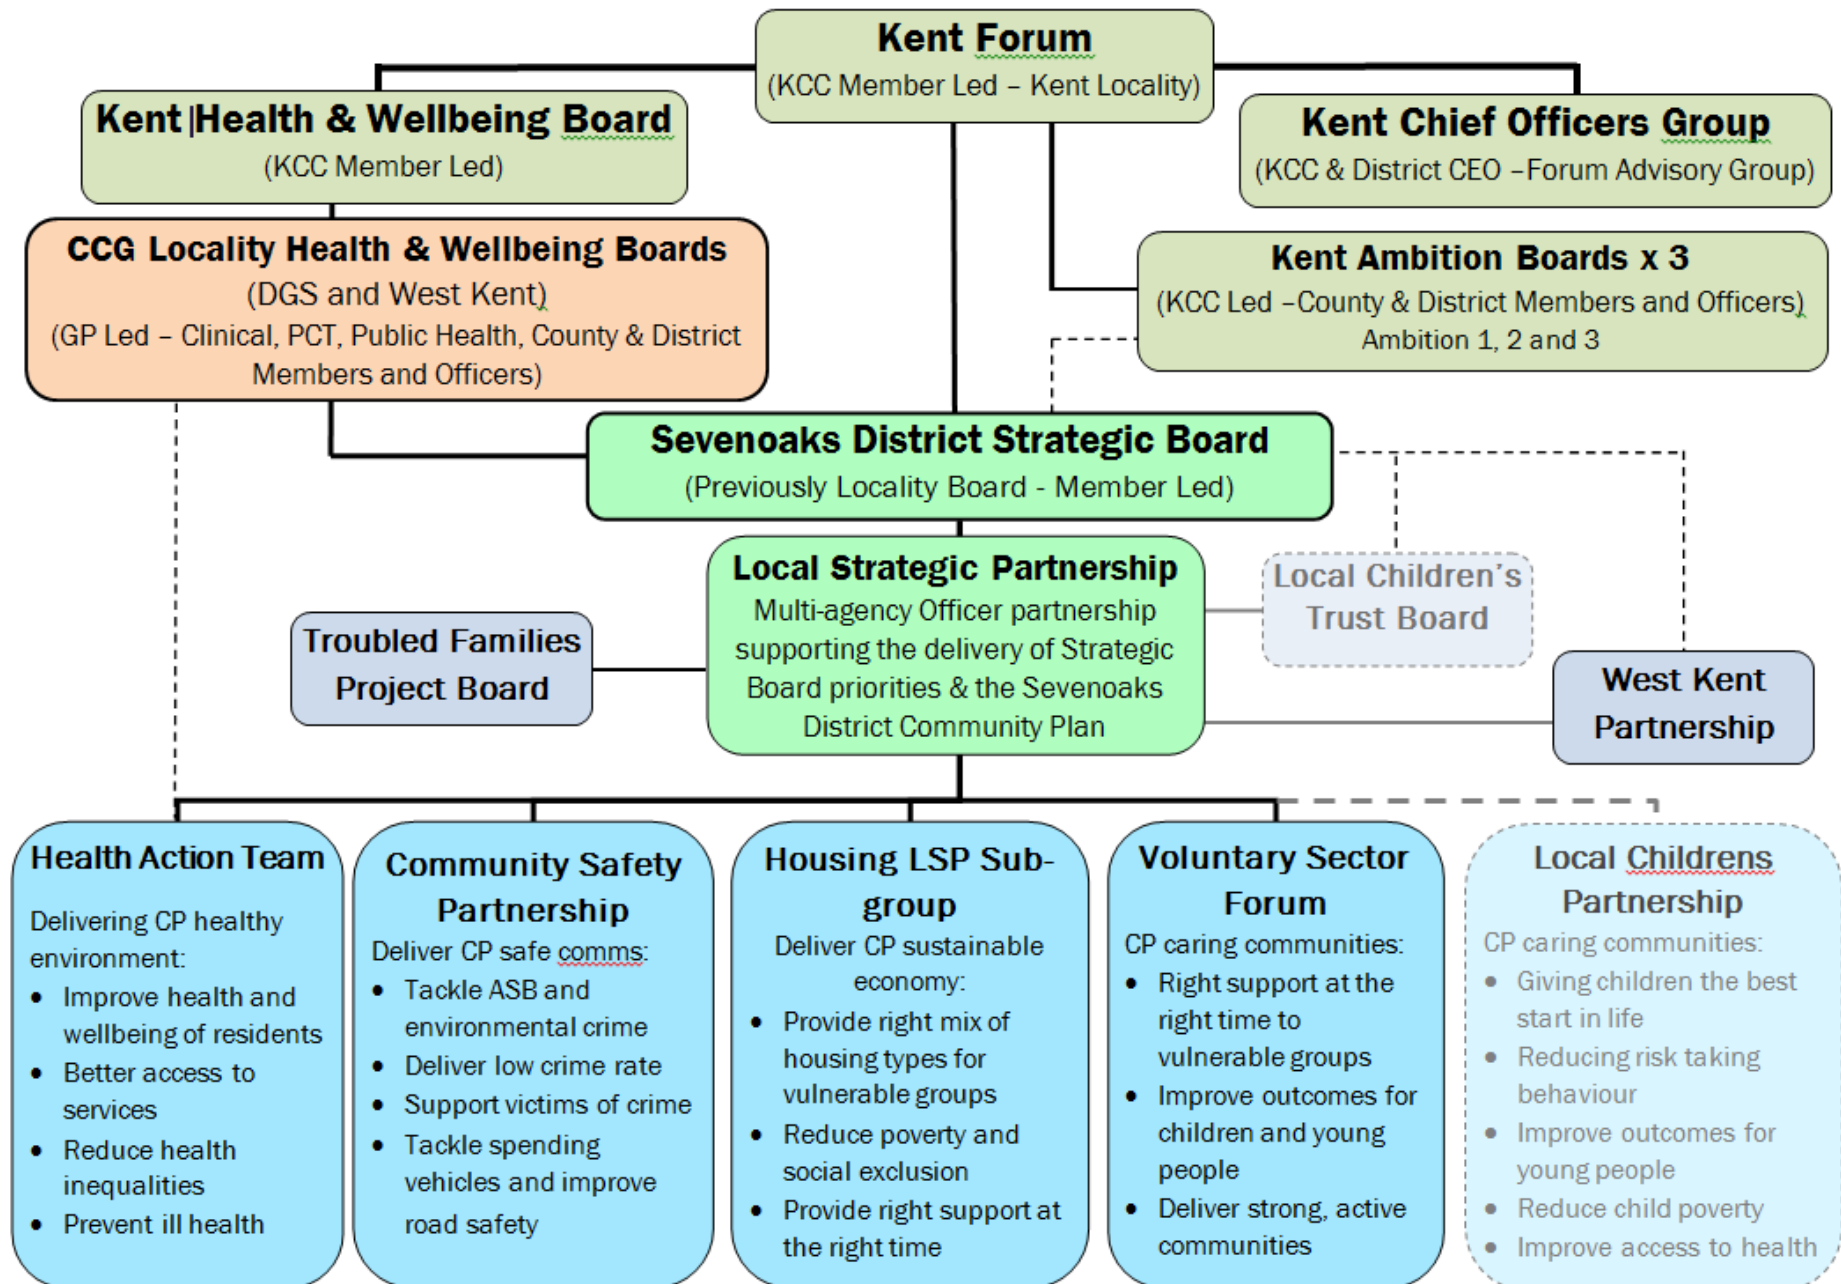 Kent Forum
(KCC Member Led – Kent Locality)
Kent Health & Wellbeing Board
(KCC Member Led)
Kent Chief Officers Group
(KCC & District CEO –Forum Advisory Group)
CCG Locality Health & Wellbeing Boards
(DGS and West Kent)
(GP Led – Clinical, PCT, Public Health, County & District
Members and Officers)
Kent Ambition Boards x 3
(KCC Led –County & District Members and Officers)
Ambition 1, 2 and 3
Sevenoaks District Strategic Board
(Previously Locality Board - Member Led)
Local Strategic Partnership
Multi-agency Officer partnership
supporting the delivery of Strategic
Board priorities & the Sevenoaks
District Community Plan
Local Children's
Trust Board
Troubled Families
Project Board
West Kent
Partnership
Health Action Team
Delivering CP healthy
environment:
• Improve health and
wellbeing of residents
• Better access to
services
• Reduce health
inequalities
• Prevent ill health
Community Safety
Partnership
Deliver CP safe comms:
• Tackle ASB and
environmental crime
• Deliver low crime rate
• Support victims of crime
• Tackle spending
vehicles and improve
road safety
Housing LSP Sub-
group
Deliver CP sustainable
economy:
• Provide right mix of
housing types for
vulnerable groups
• Reduce poverty and
social exclusion
• Provide right support at
the right time
Voluntary Sector
Forum
CP caring communities:
• Right support at the
right time to
vulnerable groups
• Improve outcomes for
children and young
people
• Deliver strong, active
communities
Local Childrens
Partnership
CP caring communities:
• Giving children the best
start in life
• Reducing risk taking
behaviour
• Improve outcomes for
young people
• Reduce child poverty
• Improve access to health